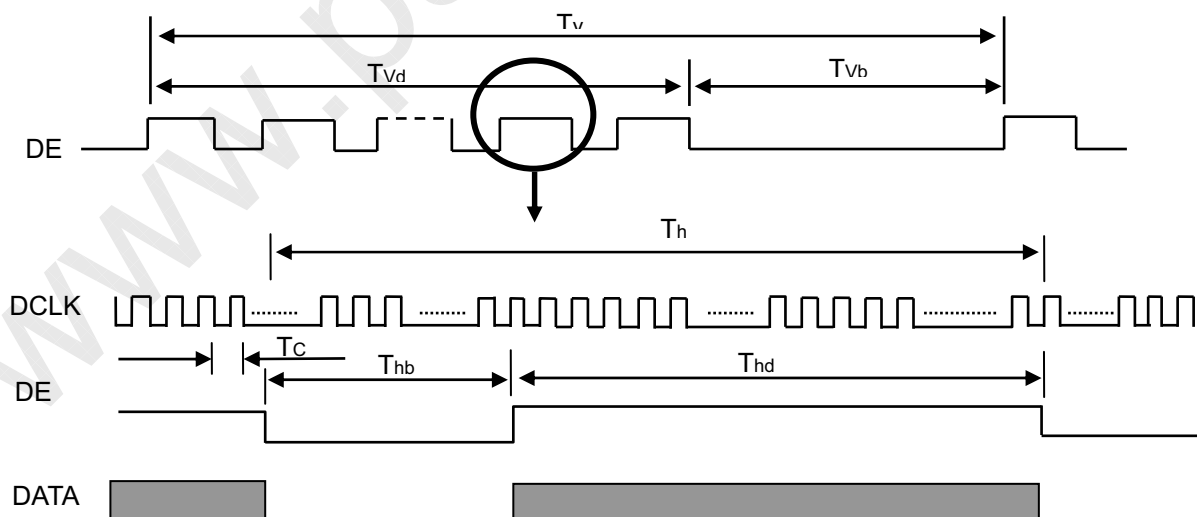 Tv
TVd
TVb
DE
Th
DCLK
TC
Thb
Thd
DE
DATA